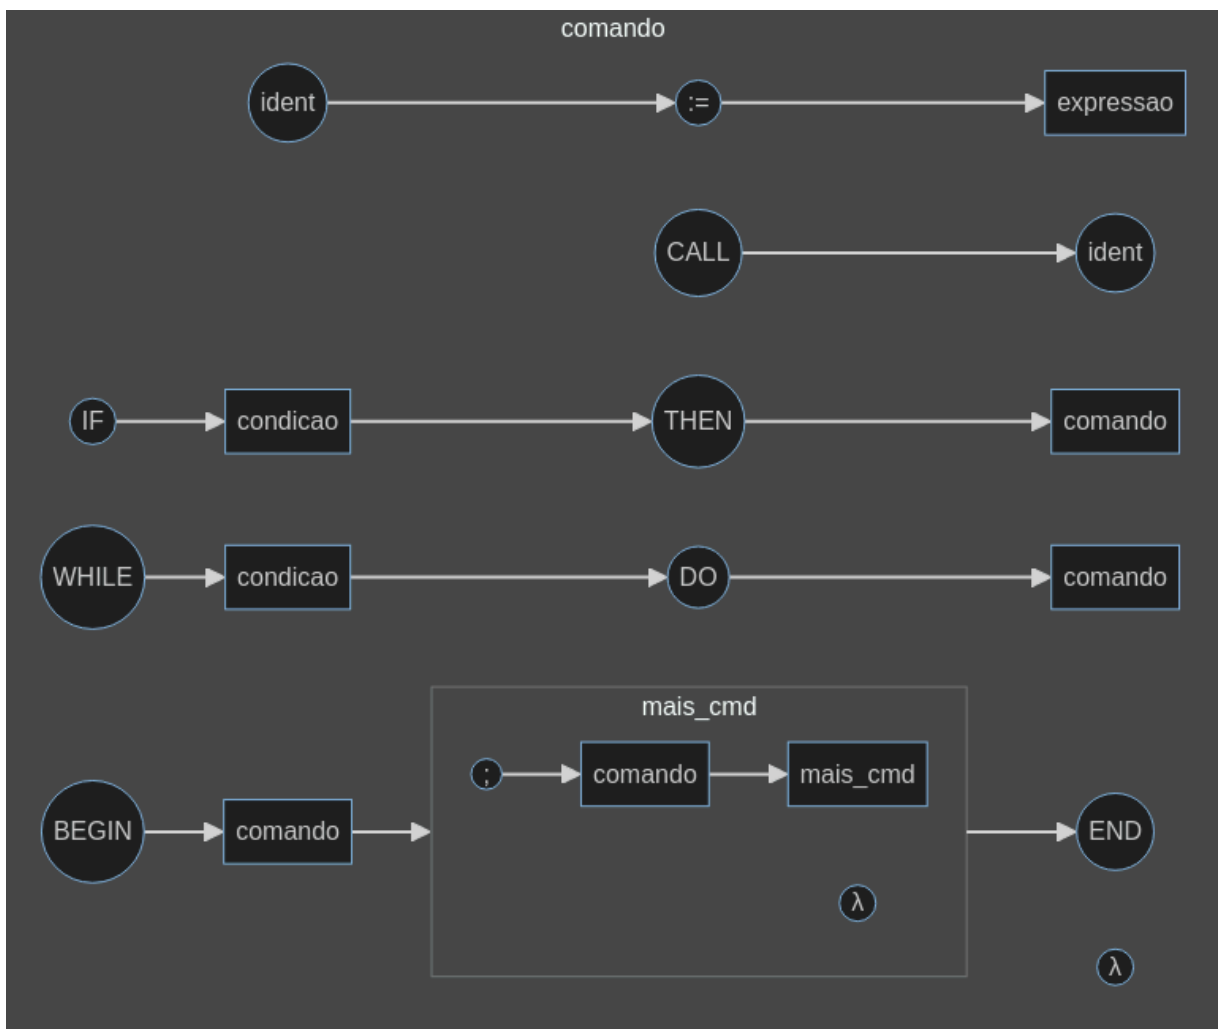 comando
ident := expressao
CALL ident
IF condicao THEN comando
WHILE condicao DO comando
mais_cmd
; comando mais_cmd
BEGIN comando END
λ
λ